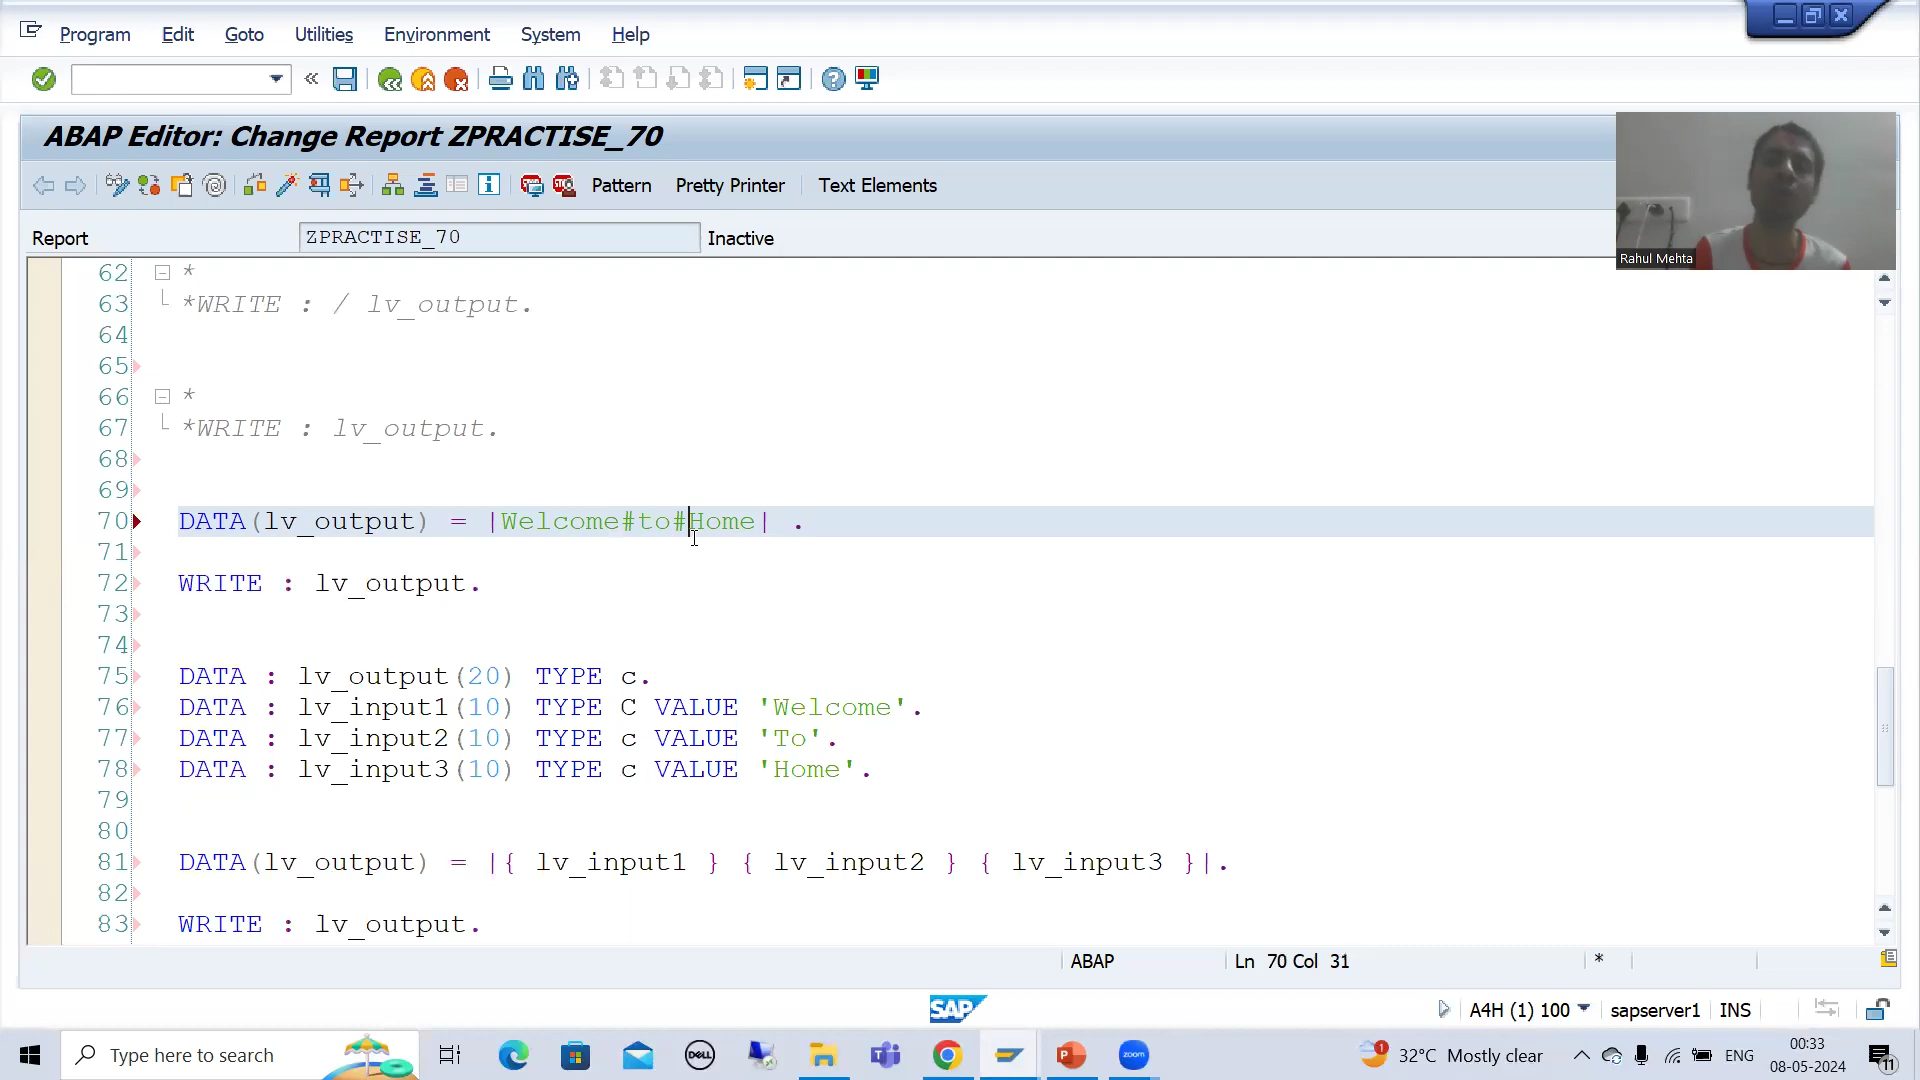 Program Edit Goto Utilities Environment System Help
«
ABAP Editor: Change Report ZPRACTISE_70
Pattern Pretty Printer Text Elements
Report ZPRACTISE_70 Inactive
Rahul Mehta
62 *
63 *WRITE : / lv_output.
64
65
66 *
67 *WRITE : lv_output.
68
69
70 DATA(lv_output) = |Welcome#to#Home| .
71
72 WRITE : lv_output.
73
74
75 DATA : lv_output(20) TYPE c.
76 DATA : lv_input1(10) TYPE C VALUE 'Welcome'.
77 DATA : lv_input2(10) TYPE c VALUE 'To'.
78 DATA : lv_input3(10) TYPE c VALUE 'Home'.
79
80
81 DATA(lv_output) = |{ lv_input1 } { lv_input2 } { lv_input3 }|.
82
83 WRITE : lv_output.
ABAP Ln 70 Col 31 *
SAP
A4H (1) 100 sapserver1 INS
Type here to search
DELL
zoom
1
32°C Mostly clear
ENG
00:33
08-05-2024
11